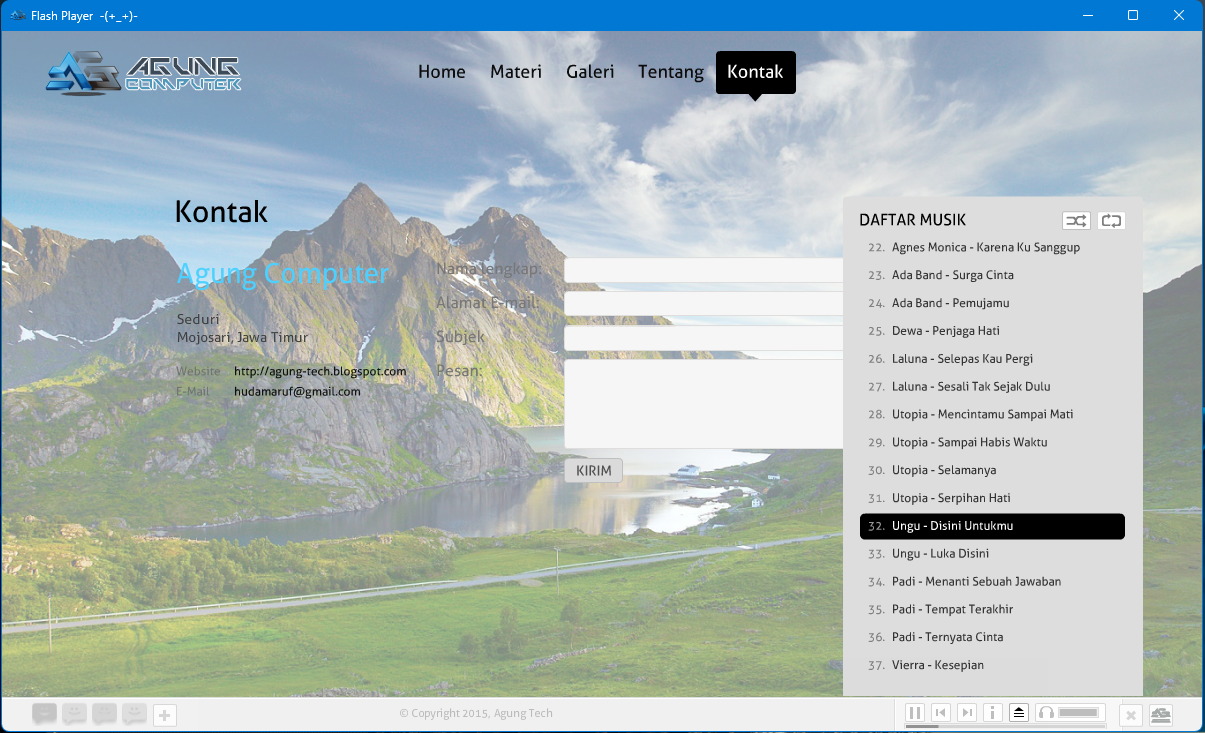 Flash Player -(+_+)-
AGUNG
COMPUTER
Home
Materi
Galeri
Tentang
Kontak
Kontak
Agung Computer
Seduri
Mojosari, Jawa Timur
Website http://agung-tech.blogspot.com
E-Mail hudamaruf@gmail.com
Nama lengkap:
Alamat E-mail:
Subjek
Pesan:
KIRIM
DAFTAR MUSIK
22. Agnes Monica - Karena Ku Sanggup
23. Ada Band - Surga Cinta
24. Ada Band - Pemujamu
25. Dewa - Penjaga Hati
26. Laluna - Selepas Kau Pergi
27. Laluna - Sesali Tak Sejak Dulu
28. Utopia - Mencintamu Sampai Mati
29. Utopia - Sampai Habis Waktu
30. Utopia - Selamanya
31. Utopia - Serpihan Hati
32. Ungu - Disini Untukmu
33. Ungu - Luka Disini
34. Padi - Menanti Sebuah Jawaban
35. Padi - Tempat Terakhir
36. Padi - Ternyata Cinta
37. Vierra - Kesepian
© Copyright 2015, Agung Tech